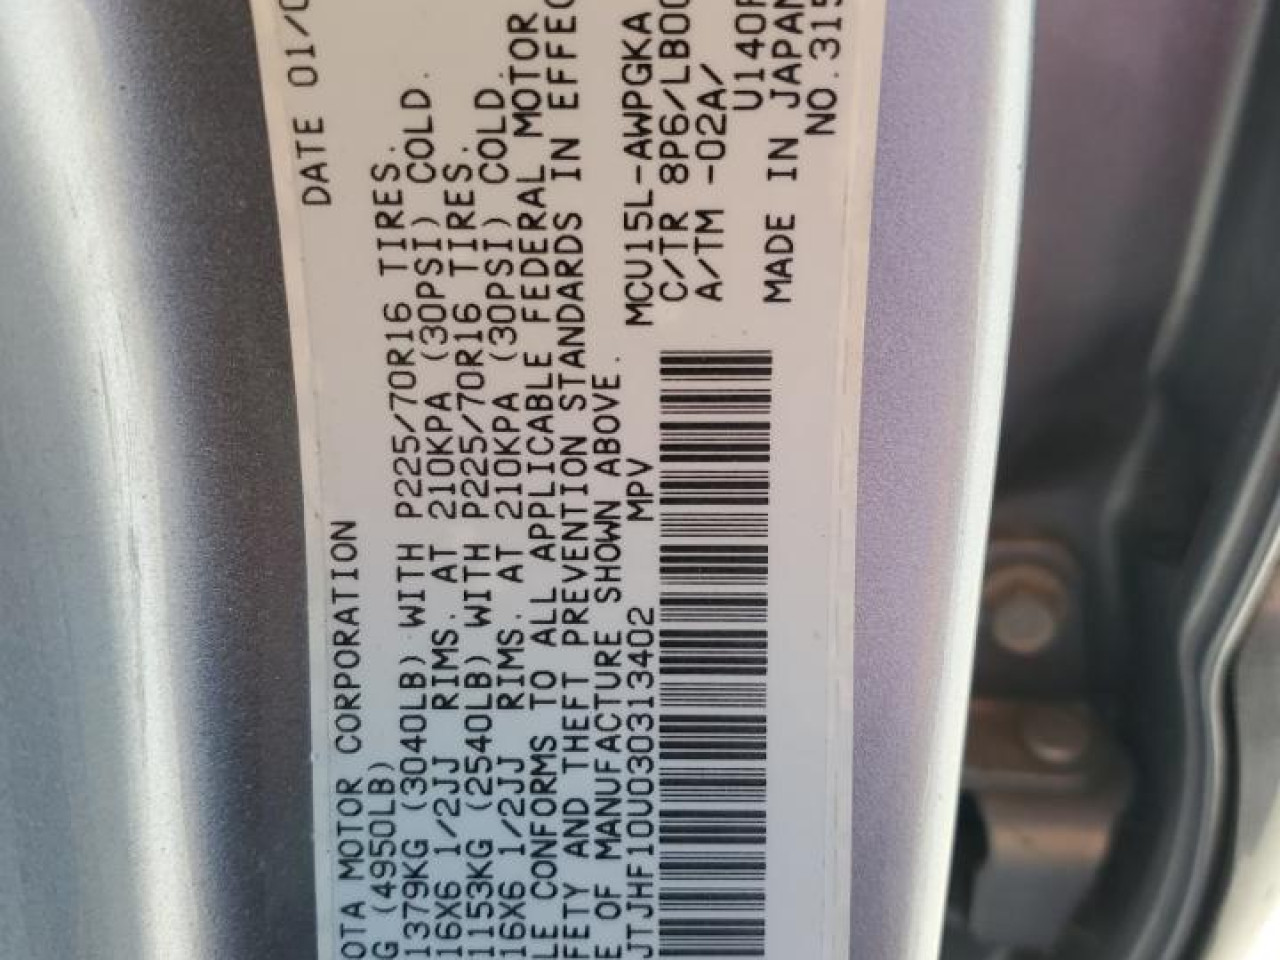 DATE 01/0
OTA MOTOR CORPORATION
G (4950LB)
1379KG (3040LB) WITH P225/70R16 TIRES.
16X6 1/2JJ RIMS. AT 210KPA (30PSI) COLD.
1153KG (2540LB) WITH P225/70R16 TIRES.
16X6 1/2JJ RIMS. AT 210KPA (30PSI) COLD.
LE CONFORMS TO ALL APPLICABLE FEDERAL MOTOR
FETY AND THEFT PREVENTION STANDARDS IN EFFEC
E OF MANUFACTURE SHOWN ABOVE.
JTJHF10U030313402 MPV
MCU15L-AWPGKA
C/TR 8P6/LB00
A/TM -02A/
U140F
MADE IN JAPAN
NO.315